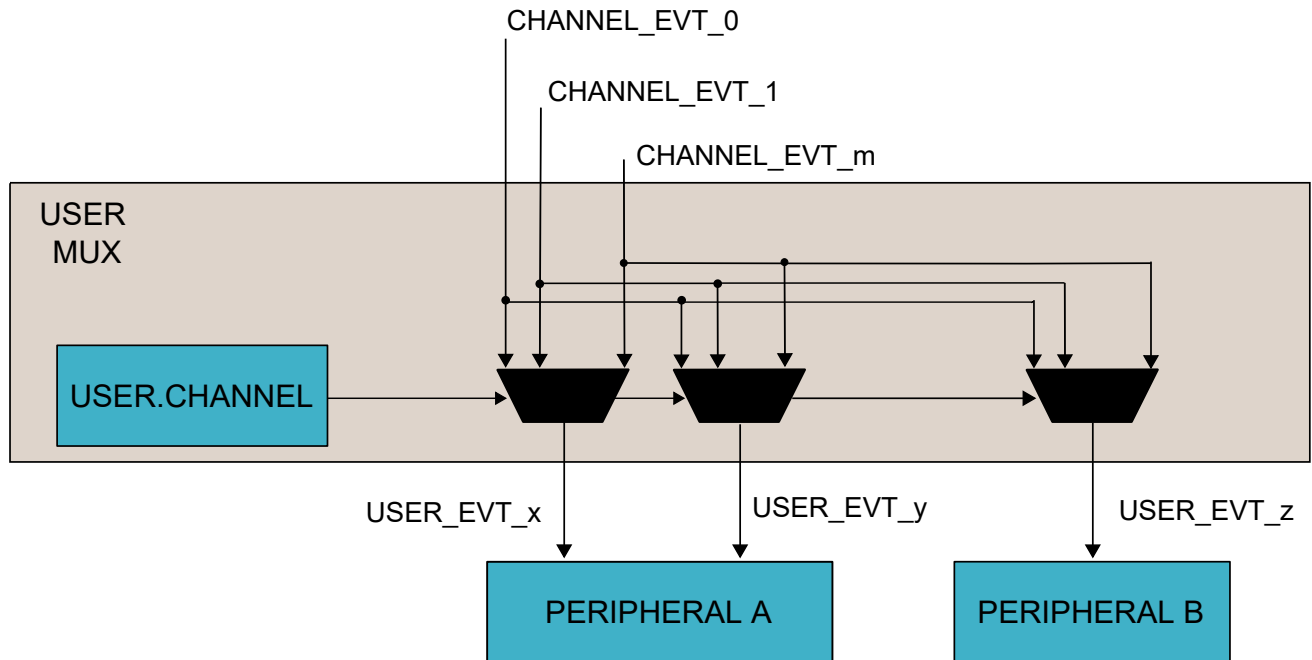 CHANNEL_EVT_0
CHANNEL_EVT_1
CHANNEL_EVT_m
USER
MUX
USER.CHANNEL
USER_EVT_x
USER_EVT_y
USER_EVT_z
PERIPHERAL A
PERIPHERAL B